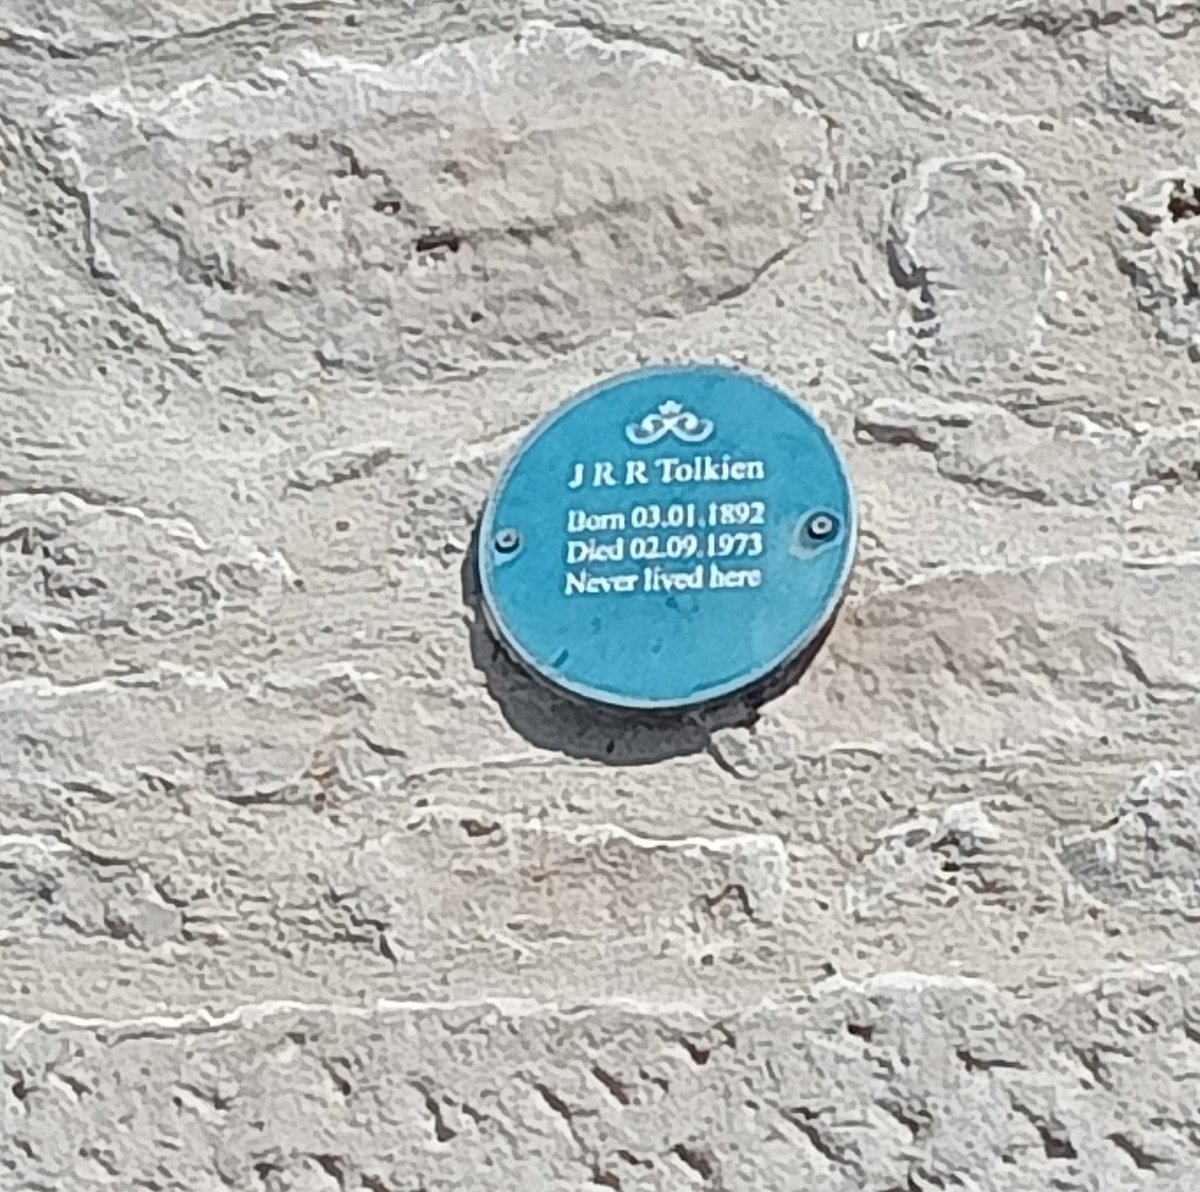 J R R Tolkien
Born 03.01.1892
Died 02.09.1973
Never lived here